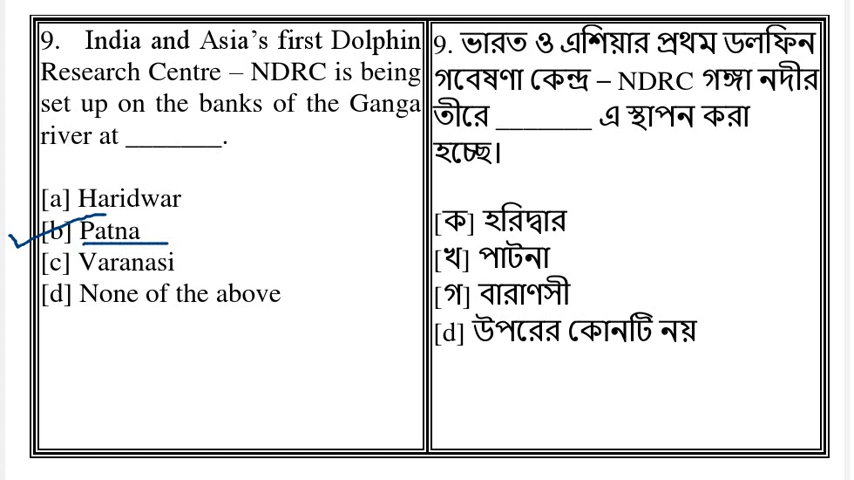 9. India and Asia's first Dolphin
Research Centre – NDRC is being
set up on the banks of the Ganga
river at _______.
[a] Haridwar
[b] Patna
[c] Varanasi
[d] None of the above
9. ভারত ও এশিয়ার প্রথম ডলফিন
গবেষণা কেন্দ্র – NDRC গঙ্গা নদীর
তীরে _______ এ স্থাপন করা
হচ্ছে।
[ক] হরিদ্বার
[খ] পাটনা
[গ] বারাণসী
[d] উপরের কোনটি নয়